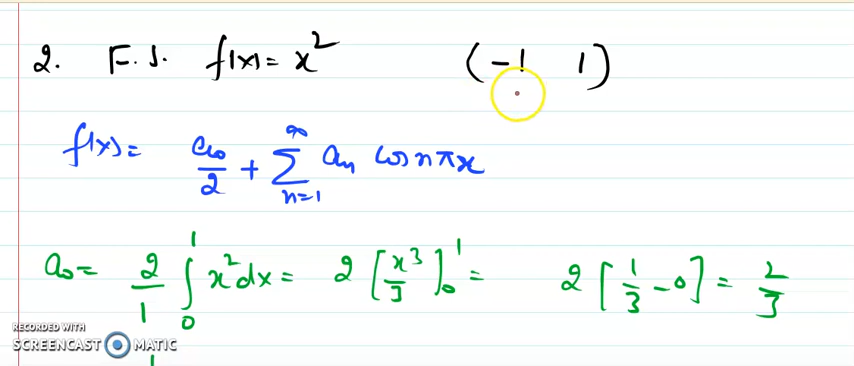 2. F.S. f(x) = x² (-1 1)
f(x) = a₀/2 + ∑_{n=1}^{∞} aₙ cos nπx
a₀ = 2/1 ∫₀¹ x² dx = 2 [x³/3]₀¹ = 2 [1/3 - 0] = 2/3
RECORDED WITH
SCREENCAST MATIC